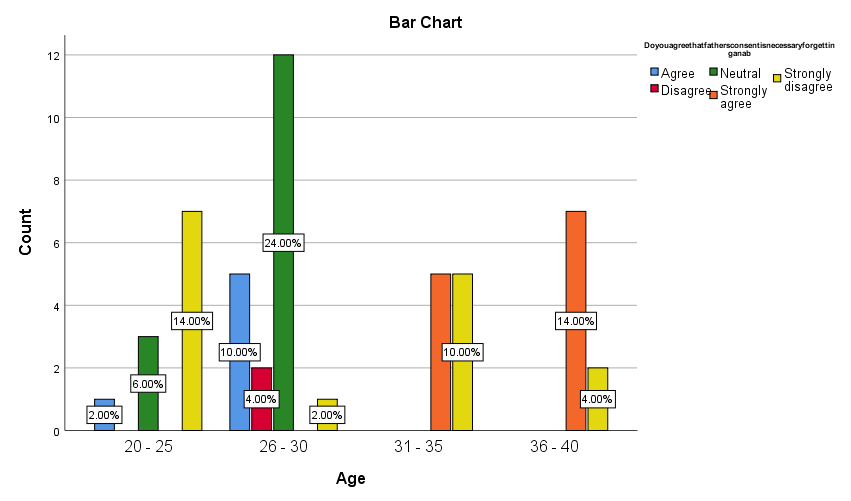 Bar Chart
Doyouagreethatfathersconsentisnecessaryforgettin
ganab
Agree
Neutral
Strongly
disagree
Disagree
Strongly
agree
Count
12
10
8
6
4
2
0
24.00%
14.00%
14.00%
10.00%
10.00%
6.00%
4.00%
4.00%
2.00%
2.00%
20 - 25
26 - 30
31 - 35
36 - 40
Age